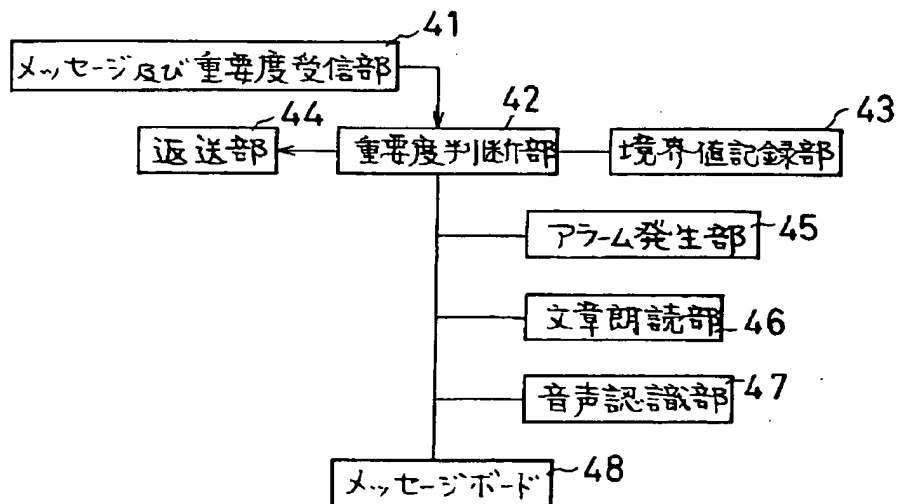 41
メッセージ及び重要度受信部
44
42
43
返送部
重要度判断部
境界値記録部
アラーム発生部
45
文章朗読部
46
音声認識部
47
メッセージボード
48